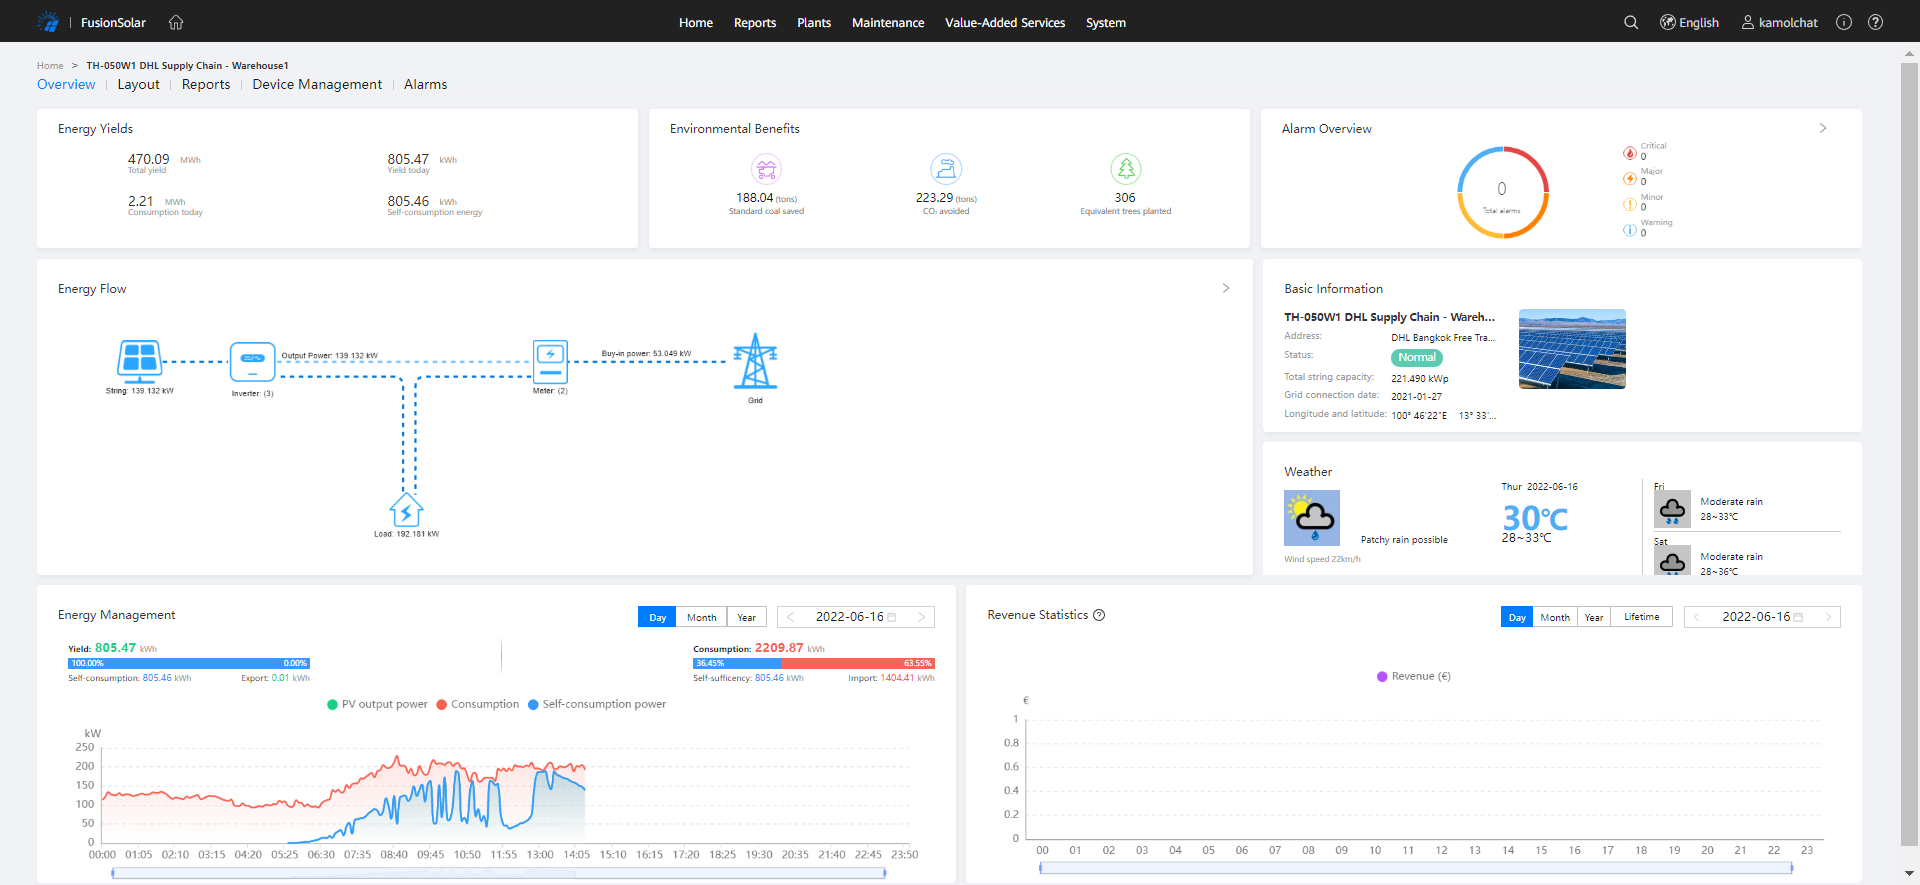 FusionSolar
Home Reports Plants Maintenance Value-Added Services System
English kamolchat
Home > TH-050W1 DHL Supply Chain - Warehouse1
Overview Layout Reports Device Management Alarms
Energy Yields
470.09 MWh
Total yield
805.47 kWh
Yield today
2.21 MWh
Consumption today
805.46 kWh
Self-consumption energy
Environmental Benefits
188.04 (tons)
Standard coal saved
223.29 (tons)
CO₂ avoided
306
Equivalent trees planted
Alarm Overview
0
Total alarms
Critical
0
Major
0
Minor
0
Warning
0
Energy Flow
String: 139.132 kW
Inverter: (3)
Output Power: 139.132 kW
Meter: (2)
Buy-in power: 53.049 kW
Grid
Load: 192.181 kW
Basic Information
TH-050W1 DHL Supply Chain - Wareh...
Address: DHL Bangkok Free Tra...
Status: Normal
Total string capacity: 221.490 kWp
Grid connection date: 2021-01-27
Longitude and latitude: 100° 46'22"E 13° 33'...
Weather
Patchy rain possible
Wind speed 22km/h
Thur 2022-06-16
30℃
28~33℃
Fri
Moderate rain
28~33℃
Sat
Moderate rain
28~36℃
Energy Management
Day Month Year
2022-06-16
Yield: 805.47 kWh
100.00% 0.00%
Self-consumption: 805.46 kWh Export: 0.01 kWh
Consumption: 2209.87 kWh
36.45% 63.55%
Self-sufficency: 805.46 kWh Import: 1404.41 kWh
PV output power Consumption Self-consumption power
kW
250
200
150
100
50
0
00:00 01:05 02:10 03:15 04:20 05:25 06:30 07:35 08:40 09:45 10:50 11:55 13:00 14:05 15:10 16:15 17:20 18:25 19:30 20:35 21:40 22:45 23:50
Revenue Statistics
Day Month Year Lifetime
2022-06-16
Revenue (€)
€
1
0.8
0.6
0.4
0.2
0
00 01 02 03 04 05 06 07 08 09 10 11 12 13 14 15 16 17 18 19 20 21 22 23